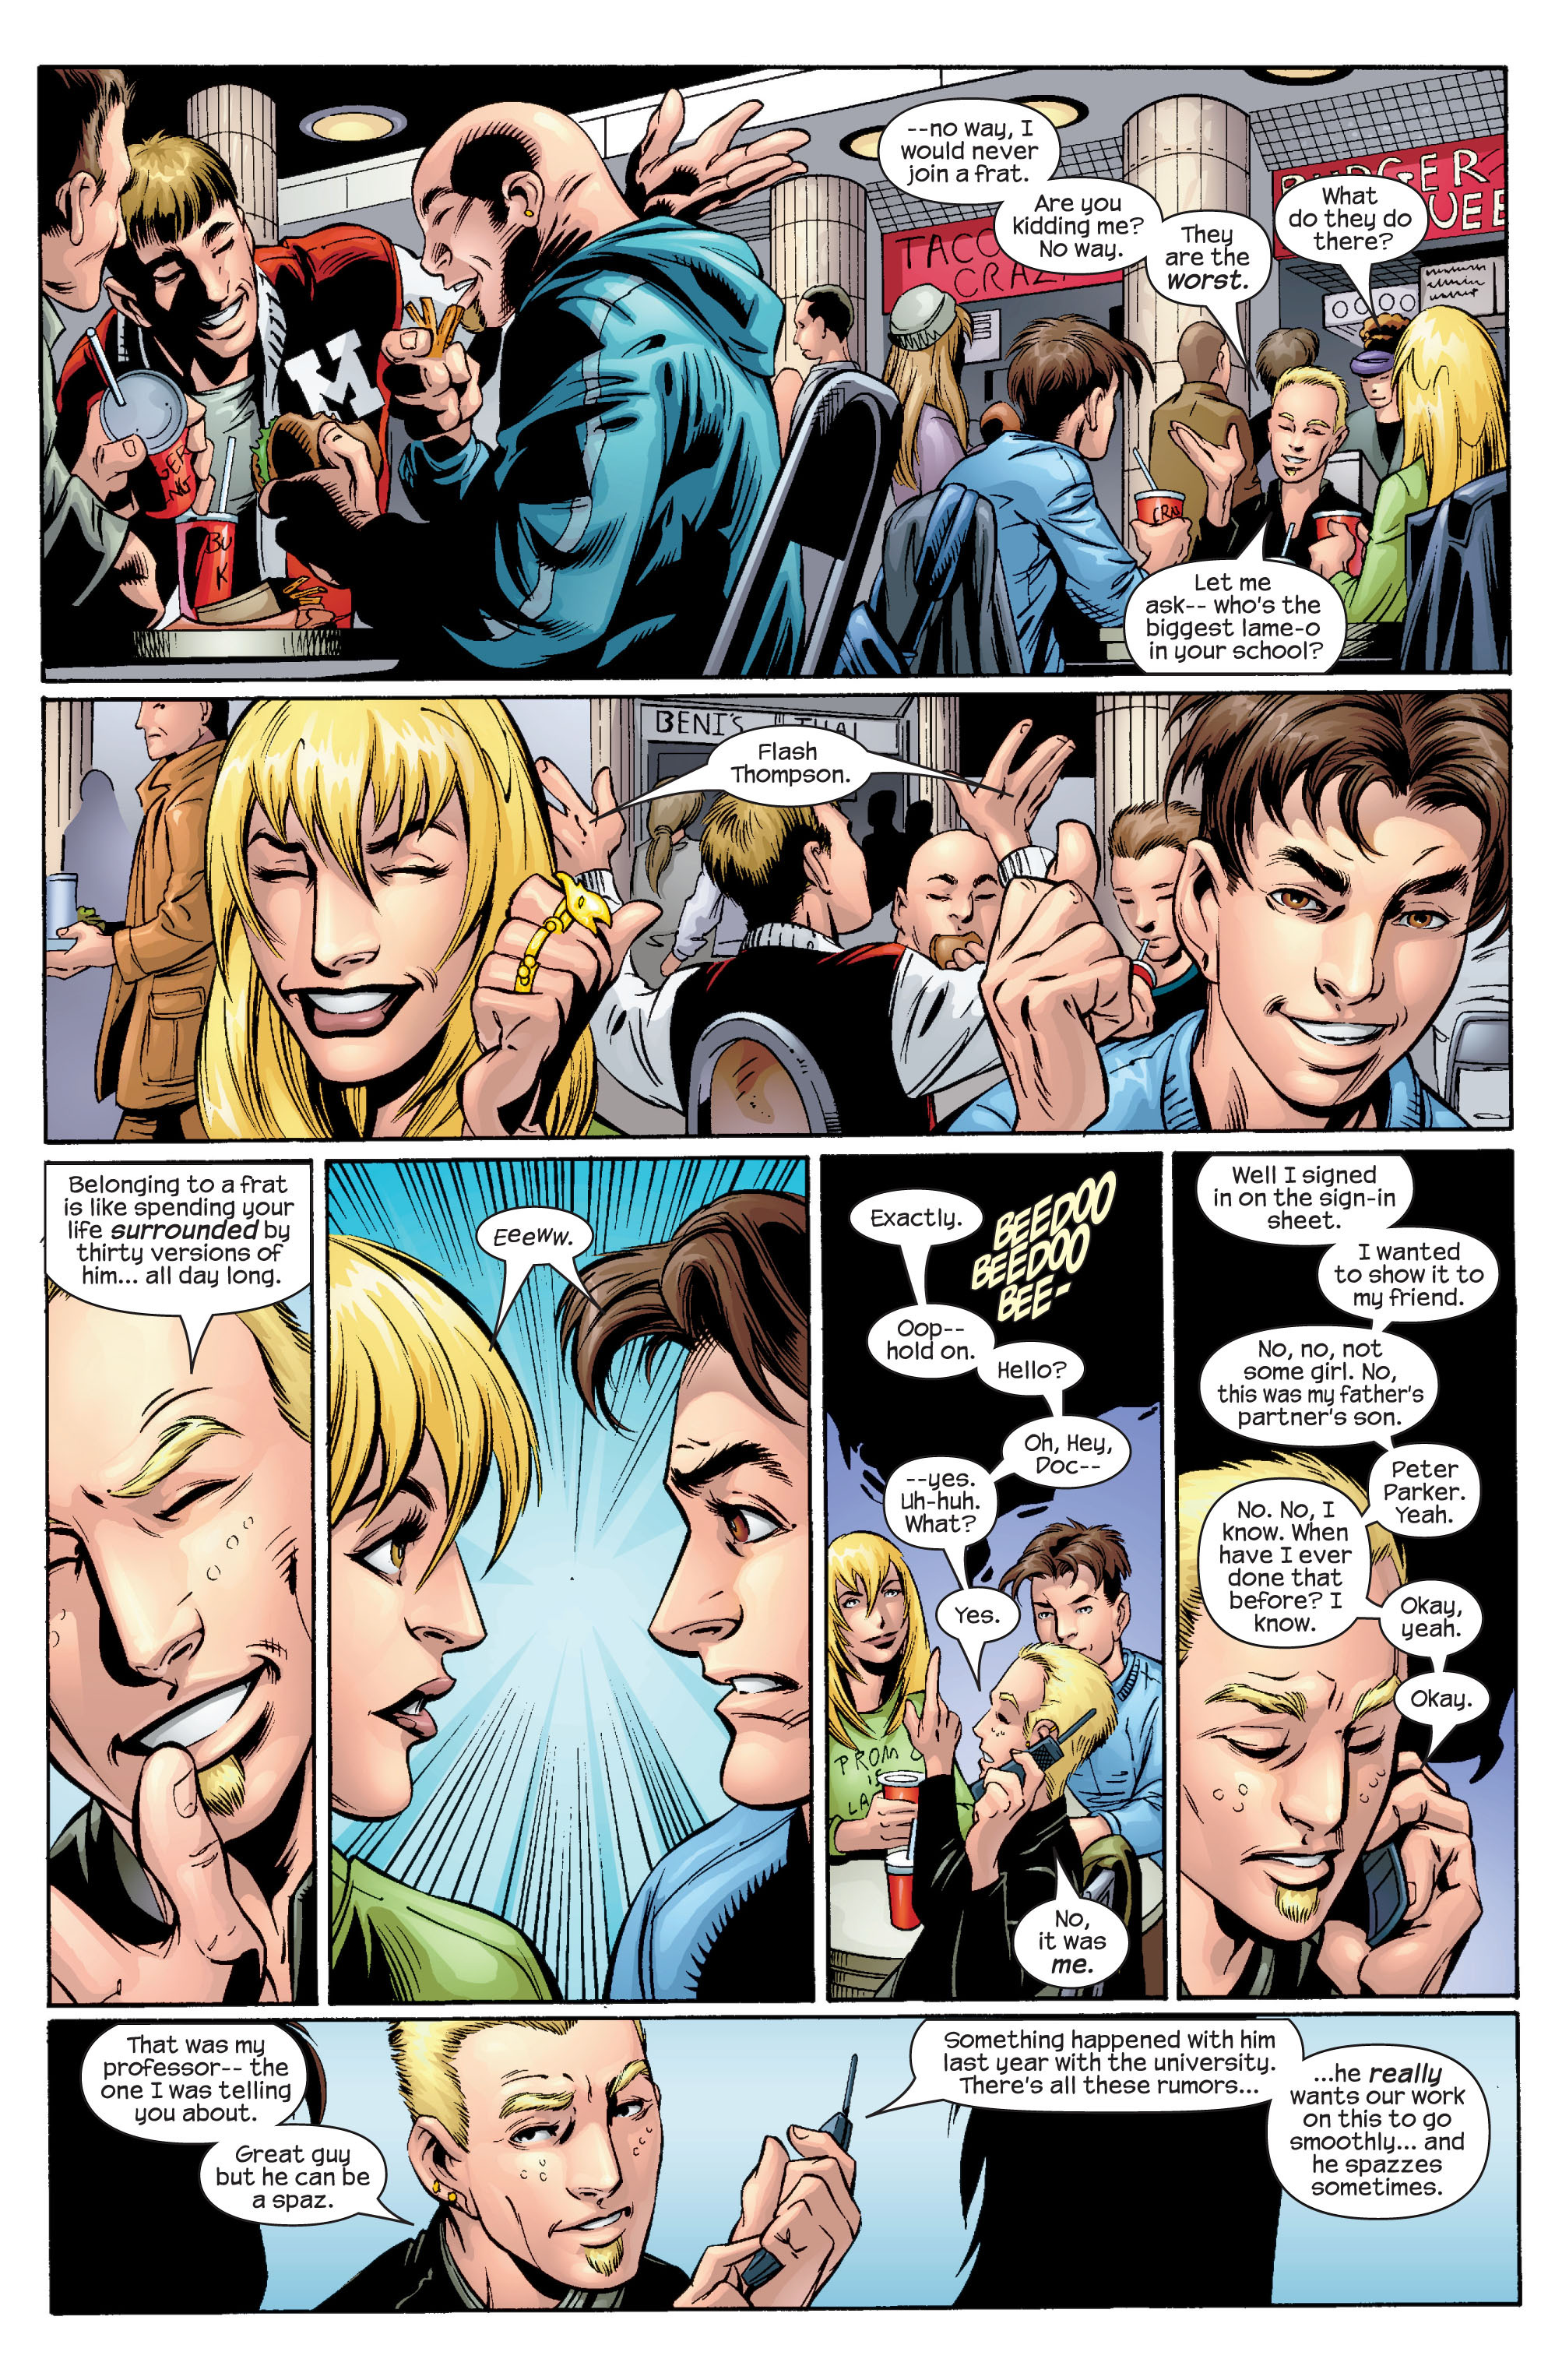 --no way, I
would never
join a frat.
Are you
kidding me?
No way.
They
are the
worst.
What
do they do
there?
TACO
CRAZ
BURGER
QUEE
M
BU
K
Let me
ask-- who's the
biggest lame-o
in your school?
BENI'S THAI
Flash
Thompson.
Belonging to a frat
is like spending your
life surrounded by
thirty versions of
him... all day long.
Eeeww.
Exactly.
BEEDOO
BEEDOO
BEE-
Oop--
hold on.
Hello?
Oh, Hey,
Doc--
--yes.
Uh-huh.
What?
Yes.
PROM
LA
No,
it was
me.
Well I signed
in on the sign-in
sheet.
I wanted
to show it to
my friend.
No, no, not
some girl. No,
this was my father's
partner's son.
Peter
Parker.
Yeah.
No. No, I
know. When
have I ever
done that
before? I
know.
Okay,
yeah.
Okay.
That was my
professor-- the
one I was telling
you about.
Great guy
but he can be
a spaz.
Something happened with him
last year with the university.
There's all these rumors...
...he really
wants our work
on this to go
smoothly... and
he spazzes
sometimes.